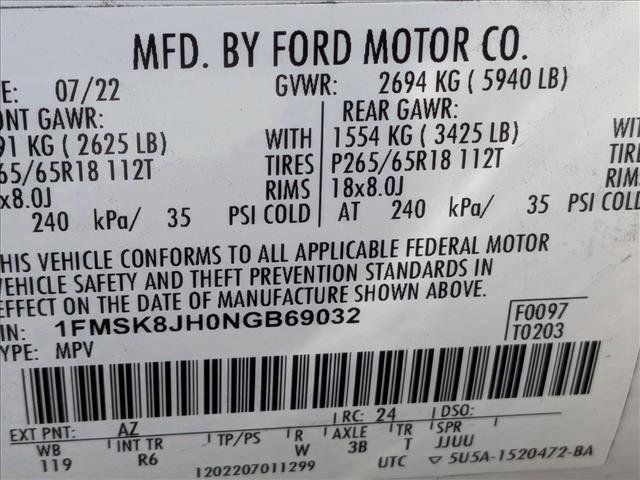 MFD. BY FORD MOTOR CO.
E: 07/22 GVWR: 2694 KG ( 5940 LB)
ONT GAWR: REAR GAWR:
91 KG ( 2625 LB) WITH 1554 KG ( 3425 LB) WITH
65/65R18 112T TIRES P265/65R18 112T TIRES
x8.0J RIMS 18x8.0J RIMS
240 kPa/ 35 PSI COLD AT 240 kPa/ 35 PSI COLD
THIS VEHICLE CONFORMS TO ALL APPLICABLE FEDERAL MOTOR
VEHICLE SAFETY AND THEFT PREVENTION STANDARDS IN
EFFECT ON THE DATE OF MANUFACTURE SHOWN ABOVE.
IN: 1FMSK8JH0NGB69032 F0097
YPE: MPV T0203
EXT PNT: AZ RC: 24 DSO:
WB INT TR TP/PS R AXLE TR SPR
119 R6 W 3B T JJUU
1202207011299 UTC ▽ 5U5A-1520472-BA